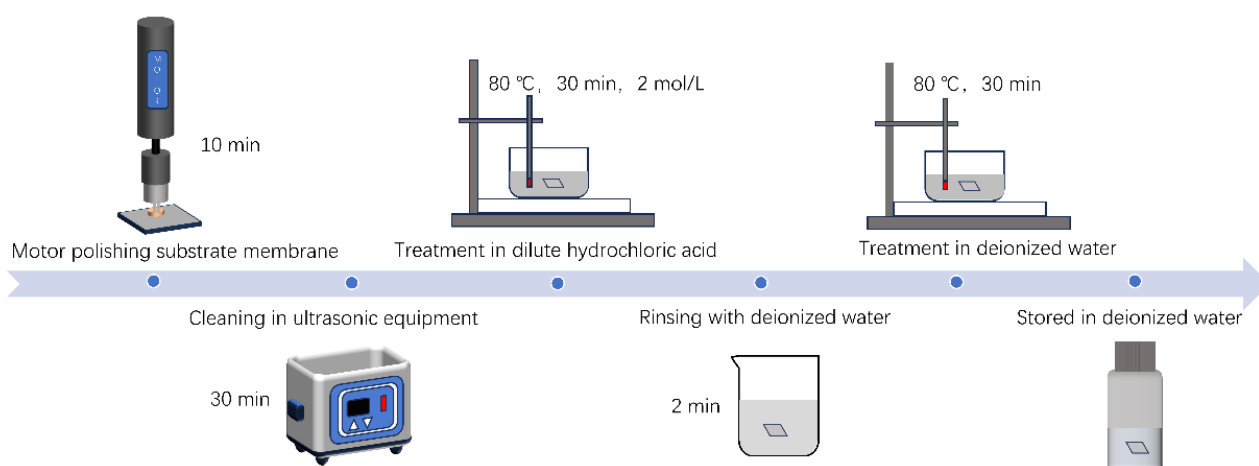 80 ℃, 30 min, 2 mol/L
80 ℃, 30 min
10 min
Motor polishing substrate membrane
Treatment in dilute hydrochloric acid
Treatment in deionized water
Cleaning in ultrasonic equipment
Rinsing with deionized water
Stored in deionized water
30 min
2 min